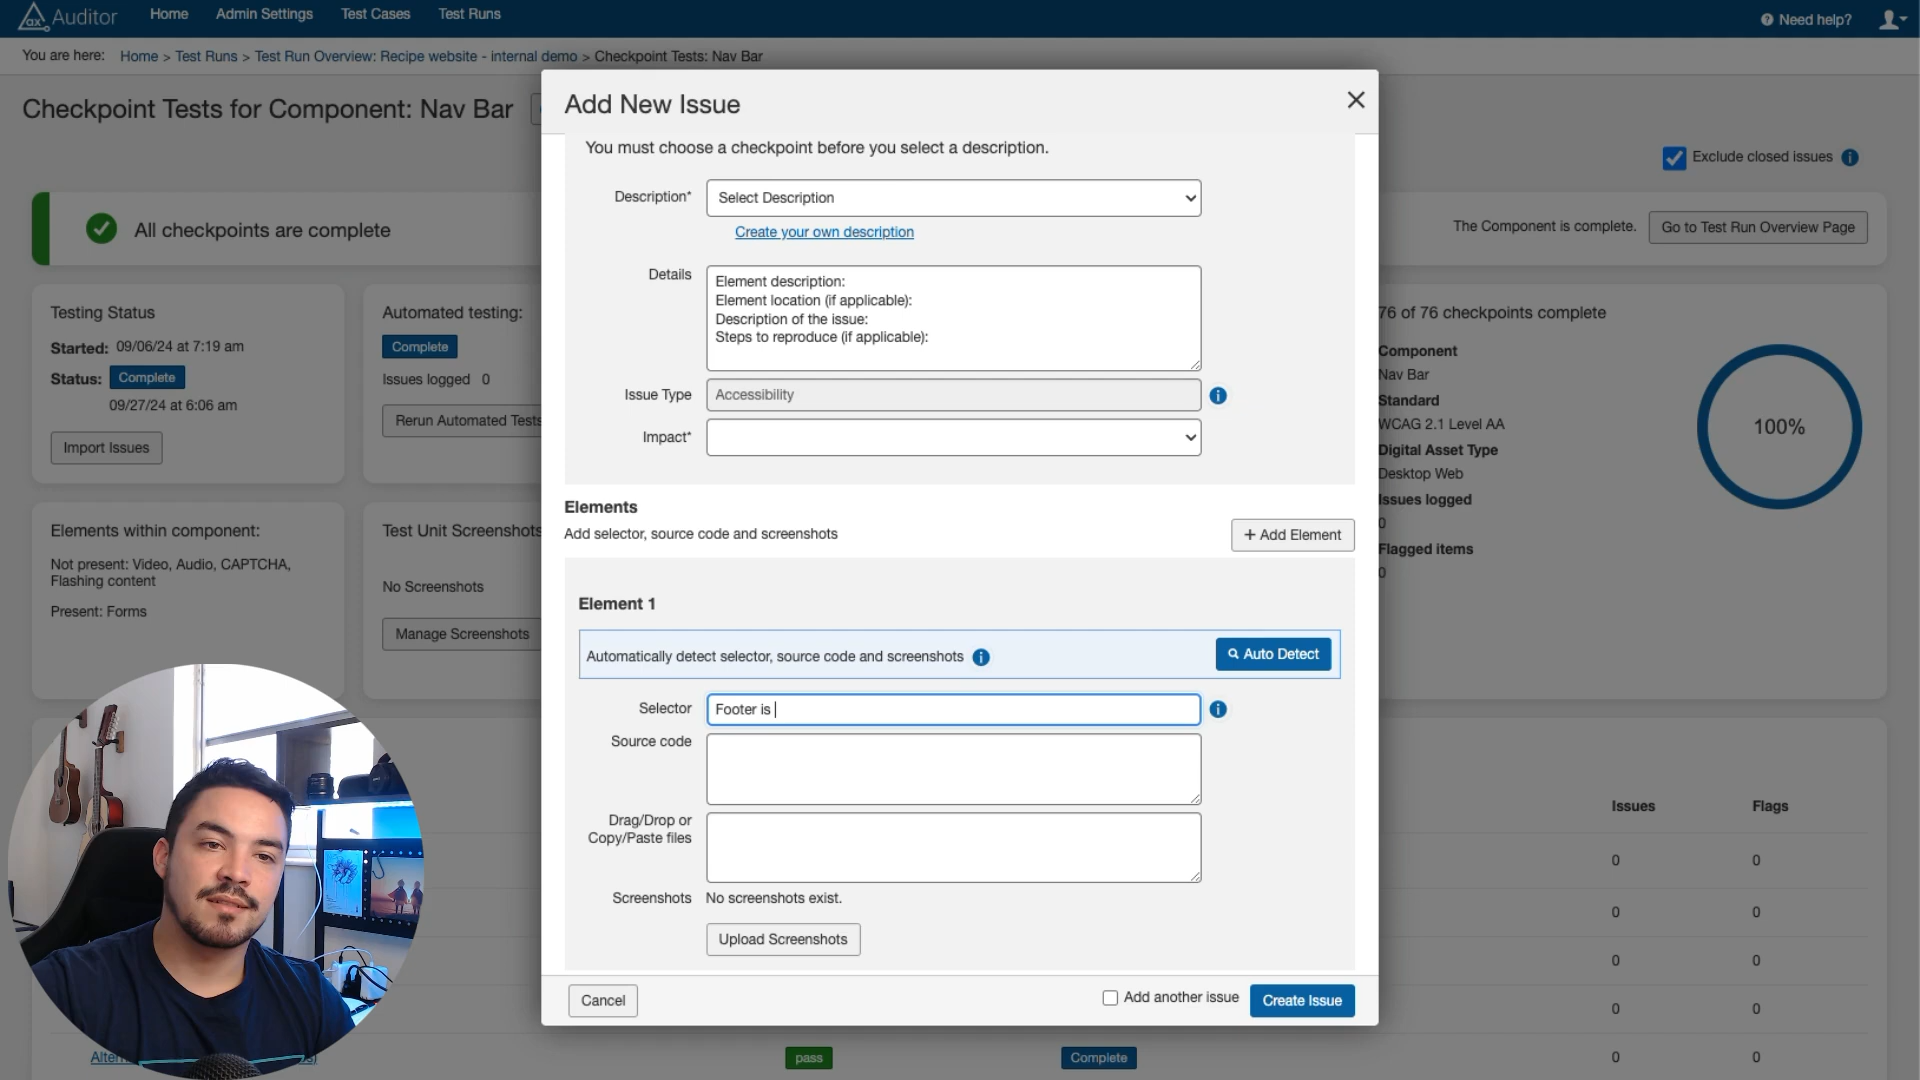 ax Auditor
Home
Admin Settings
Test Cases
Test Runs
Need help?
You are here: Home > Test Runs > Test Run Overview: Recipe website - internal demo > Checkpoint Tests: Nav Bar
Checkpoint Tests for Component: Nav Bar
Exclude closed issues
All checkpoints are complete
The Component is complete.
Go to Test Run Overview Page
Testing Status
Started: 09/06/24 at 7:19 am
Status: Complete
09/27/24 at 6:06 am
Import Issues
Automated testing:
Complete
Issues logged 0
Rerun Automated Tests
Elements within component:
Not present: Video, Audio, CAPTCHA,
Flashing content
Present: Forms
Test Unit Screenshots
No Screenshots
Manage Screenshots
Add New Issue
You must choose a checkpoint before you select a description.
Description* Select Description
Create your own description
Details
Element description:
Element location (if applicable):
Description of the issue:
Steps to reproduce (if applicable):
Issue Type Accessibility
Impact*
Elements
Add selector, source code and screenshots
+ Add Element
Element 1
Automatically detect selector, source code and screenshots
Auto Detect
Selector Footer is
Source code
Drag/Drop or
Copy/Paste files
Screenshots No screenshots exist.
Upload Screenshots
Cancel
Add another issue
Create Issue
76 of 76 checkpoints complete
Component
Nav Bar
Standard
WCAG 2.1 Level AA
Digital Asset Type
Desktop Web
Issues logged
0
Flagged items
0
100%
Issues Flags
0 0
0 0
0 0
0 0
pass Complete 0 0